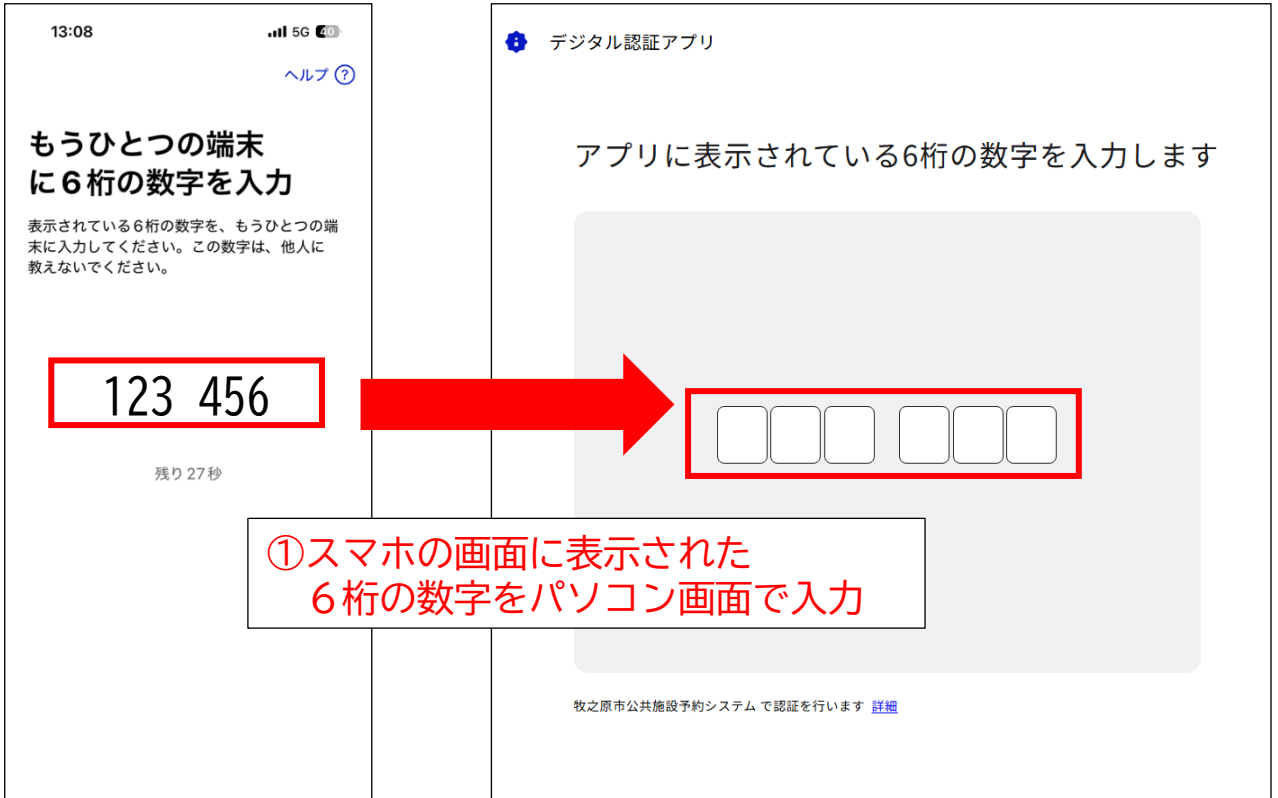 13:08 5G 40
ヘルプ ?
もうひとつの端末
に6桁の数字を入力
表示されている6桁の数字を、もうひとつの端
末に入力してください。この数字は、他人に
教えないでください。
123 456
残り27秒
デジタル認証アプリ
アプリに表示されている6桁の数字を入力します
①スマホの画面に表示された
6桁の数字をパソコン画面で入力
牧之原市公共施設予約システム で認証を行います 詳細